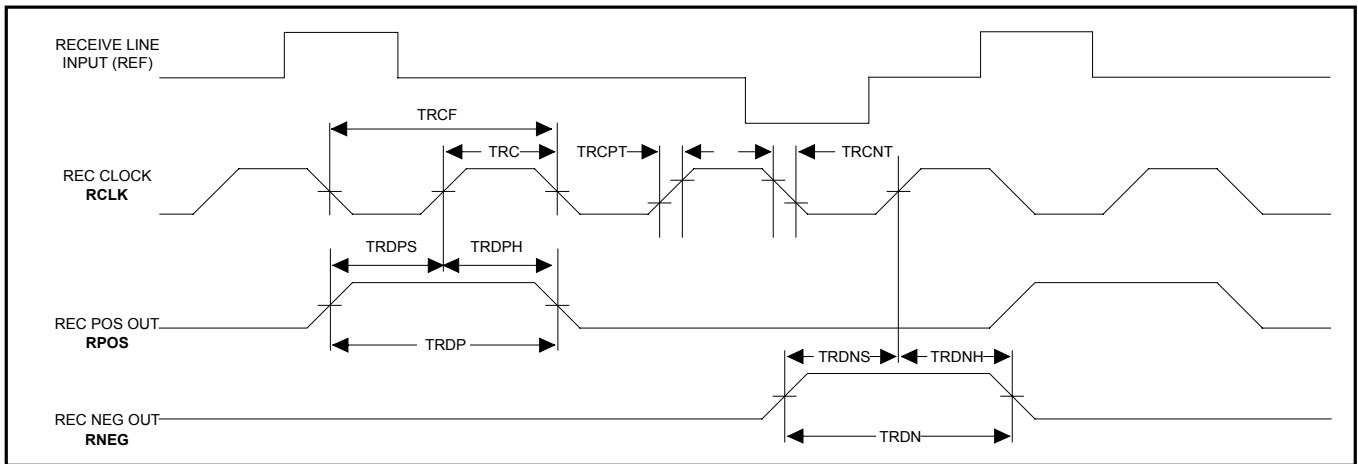 RECEIVE LINE
INPUT (REF)
TRCF
TRC
TRCPT
TRCNT
REC CLOCK
RCLK
TRDPS
TRDPH
REC POS OUT
RPOS
TRDP
TRDNS
TRDNH
REC NEG OUT
RNEG
TRDN